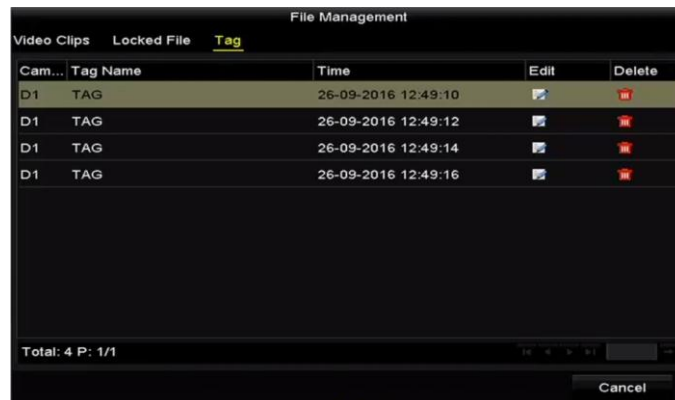 File Management
Video Clips Locked File Tag
Cam... Tag Name Time Edit Delete
D1 TAG 26-09-2016 12:49:10
D1 TAG 26-09-2016 12:49:12
D1 TAG 26-09-2016 12:49:14
D1 TAG 26-09-2016 12:49:16
Total: 4 P: 1/1
Cancel